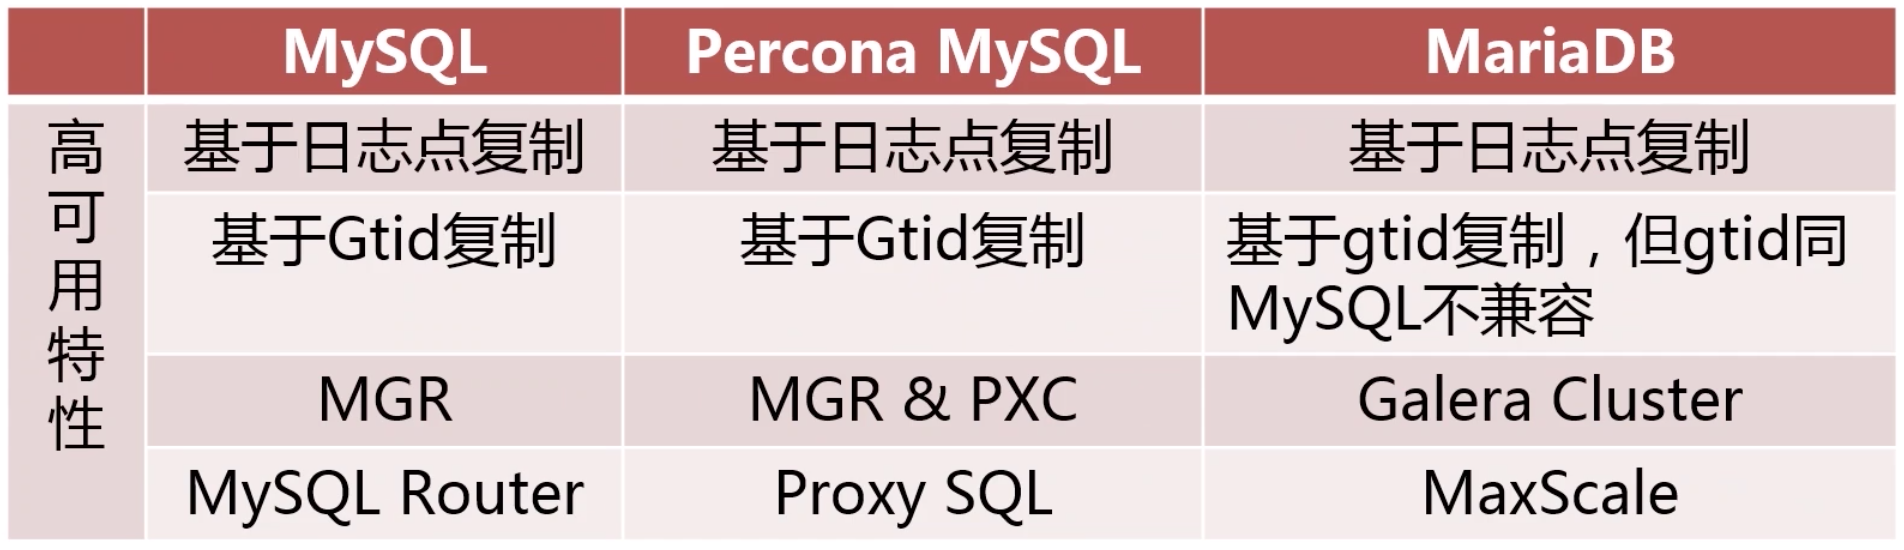 MySQL
Percona MySQL
MariaDB
高可用特性
基于日志点复制
基于日志点复制
基于日志点复制
基于Gtid复制
基于Gtid复制
基于gtid复制，但gtid同
MySQL不兼容
MGR
MGR & PXC
Galera Cluster
MySQL Router
Proxy SQL
MaxScale